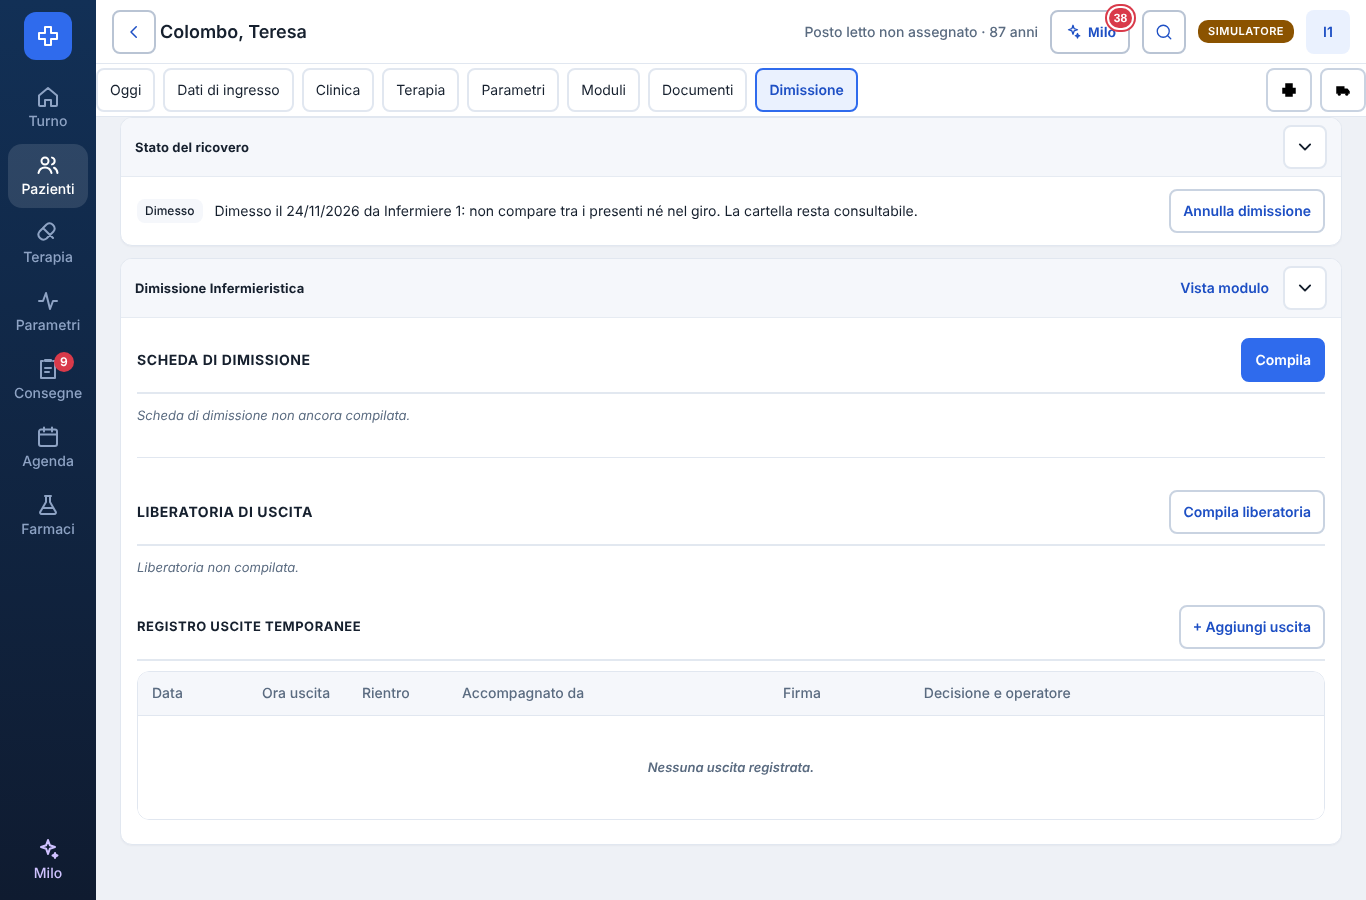 Colombo, Teresa
Posto letto non assegnato · 87 anni
Milo
38
SIMULATORE
I1
Turno
Pazienti
Terapia
Parametri
Consegne
9
Agenda
Farmaci
Milo
Oggi
Dati di ingresso
Clinica
Terapia
Parametri
Moduli
Documenti
Dimissione
Stato del ricovero
Dimesso
Dimesso il 24/11/2026 da Infermiere 1: non compare tra i presenti né nel giro. La cartella resta consultabile.
Annulla dimissione
Dimissione Infermieristica
Vista modulo
SCHEDA DI DIMISSIONE
Compila
Scheda di dimissione non ancora compilata.
LIBERATORIA DI USCITA
Compila liberatoria
Liberatoria non compilata.
REGISTRO USCITE TEMPORANEE
+ Aggiungi uscita
Data Ora uscita Rientro Accompagnato da Firma Decisione e operatore
Nessuna uscita registrata.